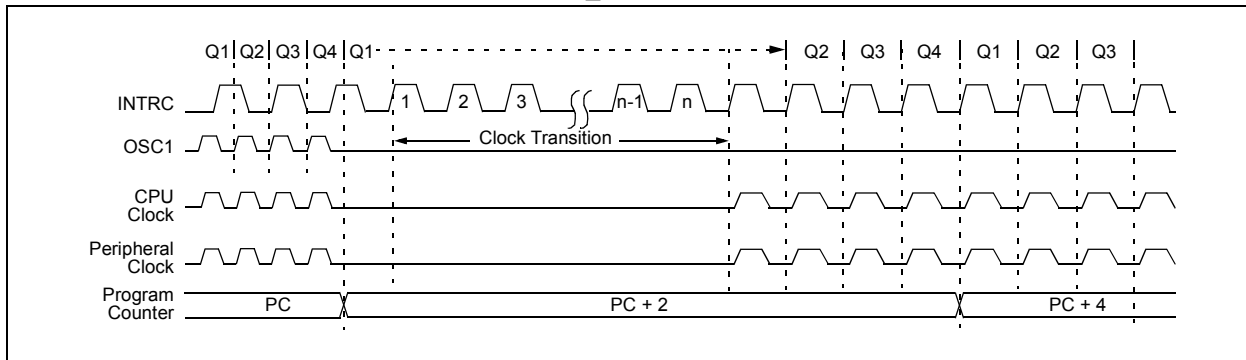 Q1 Q2 Q3 Q4 Q1 Q2 Q3 Q4 Q1 Q2 Q3
INTRC 1 2 3 n-1 n
Clock Transition
OSC1
CPU
Clock
Peripheral
Clock
Program
Counter
PC PC + 2 PC + 4